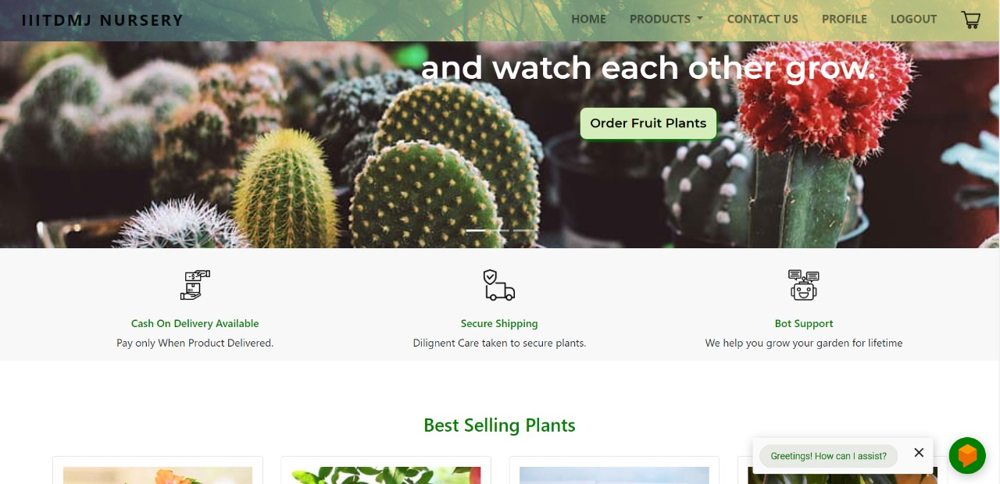 IIITDMJ NURSERY
HOME
PRODUCTS
CONTACT US
PROFILE
LOGOUT
and watch each other grow.
Order Fruit Plants
Cash On Delivery Available
Pay only When Product Delivered.
Secure Shipping
Dilignent Care taken to secure plants.
Bot Support
We help you grow your garden for lifetime
Best Selling Plants
Greetings! How can I assist?